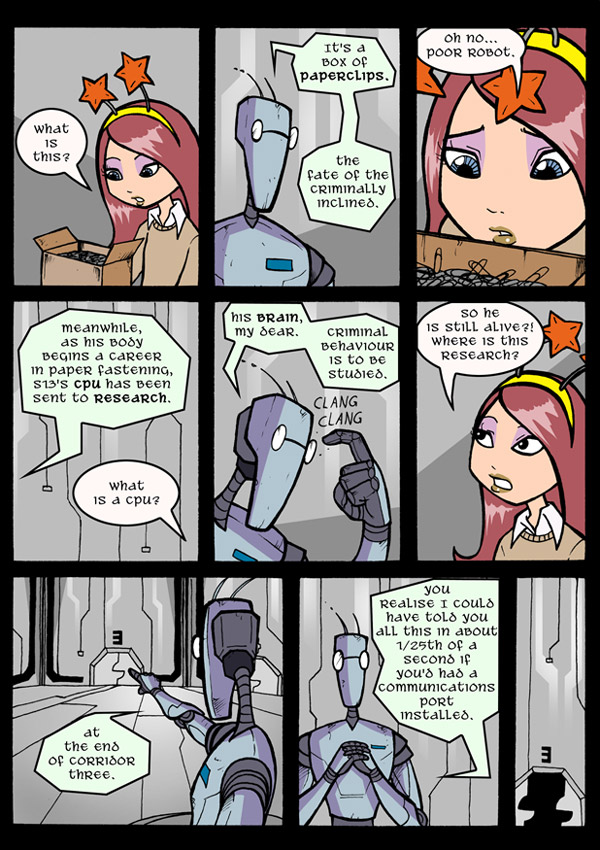 What
is
this?
It's a
box of
paperclips.
the
fate of the
criminally
inclined.
Oh no...
poor robot.
meanwhile,
as his body
begins a career
in paper fastening,
S13's CPU has been
sent to research.
what
is a CPU?
his brain,
my dear.
Criminal
behaviour
is to be
studied.
CLANG
CLANG
So he
is still alive?!
Where is this
research?
3
at
the end
of corridor
three.
you
realise I could
have told you
all this in about
1/25th of a
second if
you'd had a
communications
port
installed.
3